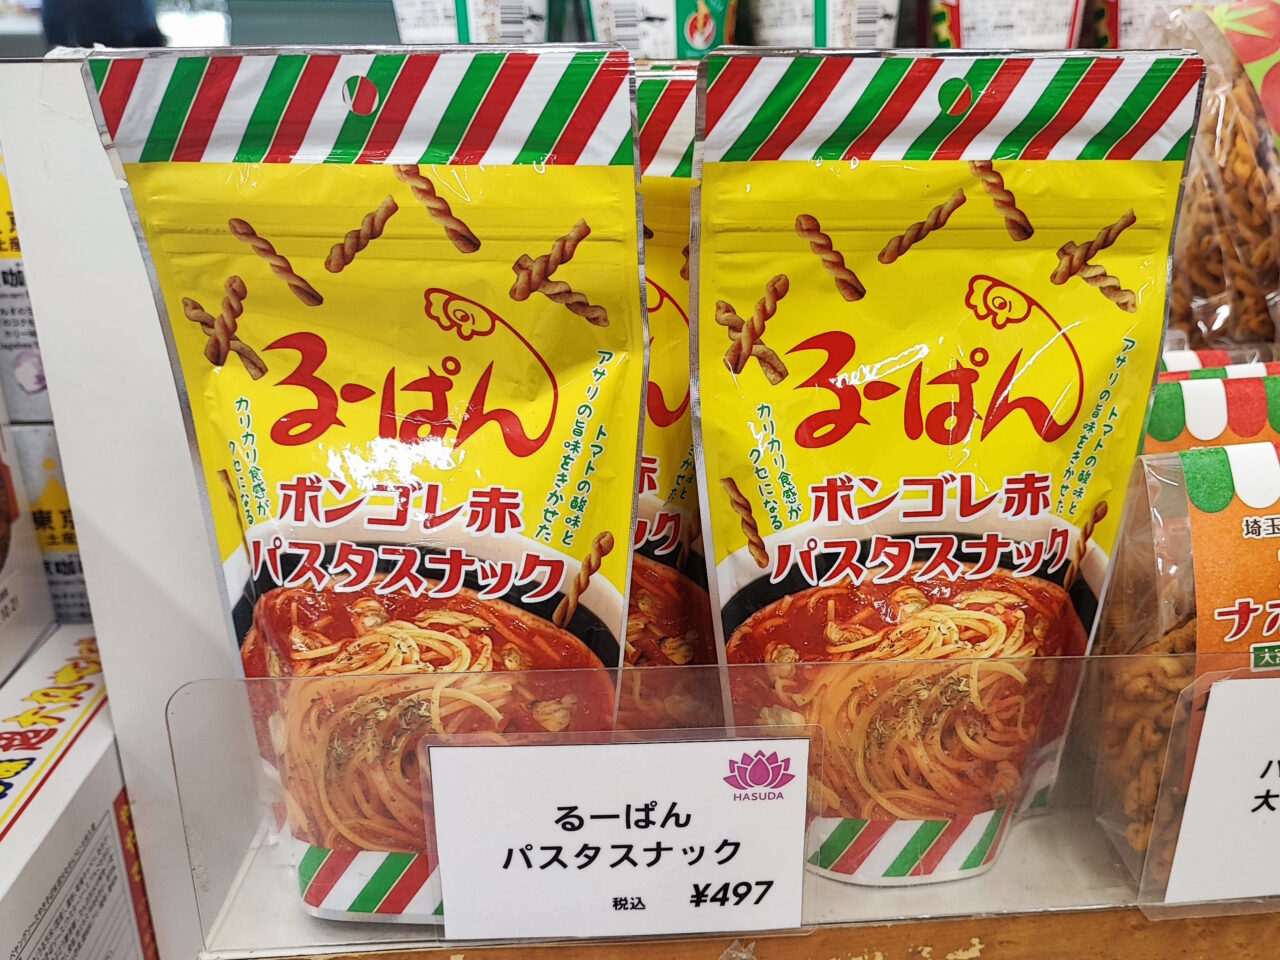 るーぱん
アサリの旨味をきかせた
トマトの酸味と
カリカリ食感が
クセになる
ボンゴレ赤
パスタスナック
るーぱん
アサリの旨味をきかせた
トマトの酸味と
カリカリ食感が
クセになる
ボンゴレ赤
パスタスナック
HASUDA
るーぱん
パスタスナック
税込 ¥497
埼玉
ナポ
東京